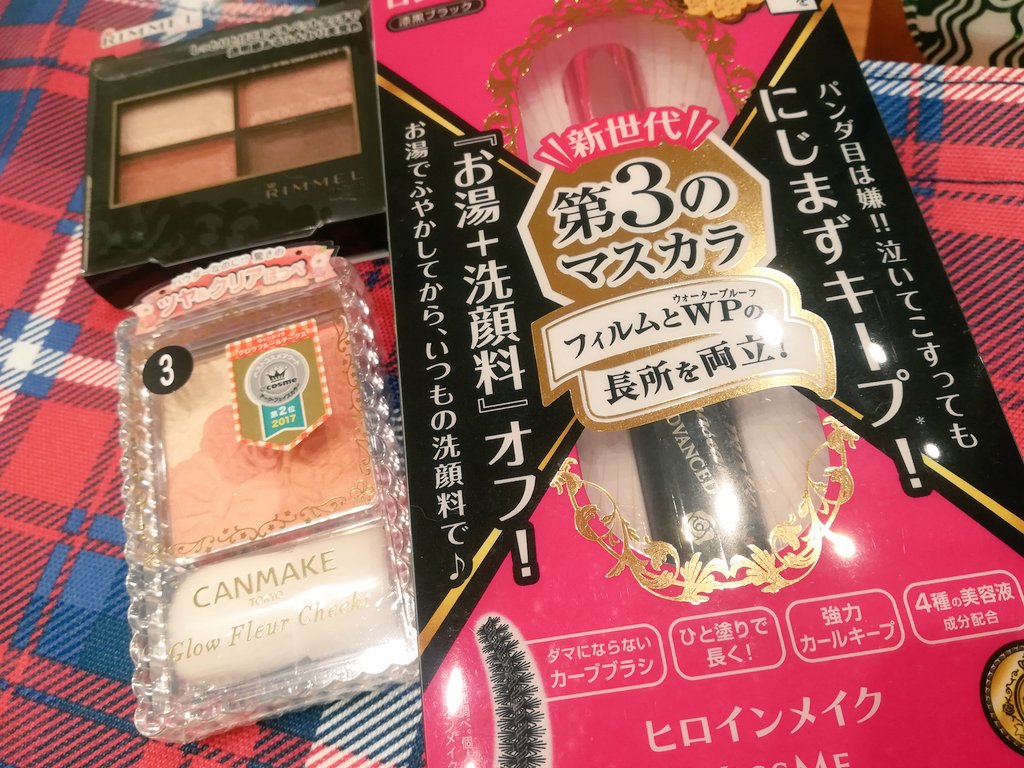 RIMMEL
RIMMEL
ツヤ&クリアほっぺ
3
@cosme
第2位
2017
CANMAKE
TOKYO
Glow Fleur Cheeks
漆黒ブラック
パンダ目は嫌!! 泣いてこすっても
にじまずキープ!
*
新世代
第3の
マスカラ
ウォータープルーフ
フィルムとWPの
長所を両立!
『お湯+洗顔料』オフ!
お湯でふやかしてから、いつもの洗顔料で♪
ADVANCED
ダマにならない
カーブブラシ
ひと塗りで
長く!
強力
カールキープ
4種の美容液
成分配合
ヒロインメイク